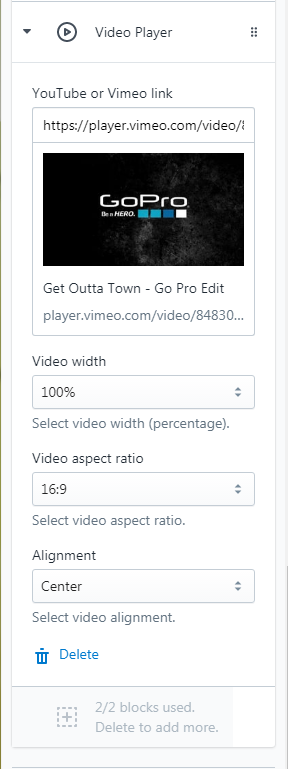 Video Player
YouTube or Vimeo link
https://player.vimeo.com/video/8
GoPro
Be a HERO.
Get Outta Town - Go Pro Edit
player.vimeo.com/video/84830...
Video width
100%
Select video width (percentage).
Video aspect ratio
16:9
Select video aspect ratio.
Alignment
Center
Select video alignment.
Delete
2/2 blocks used.
Delete to add more.